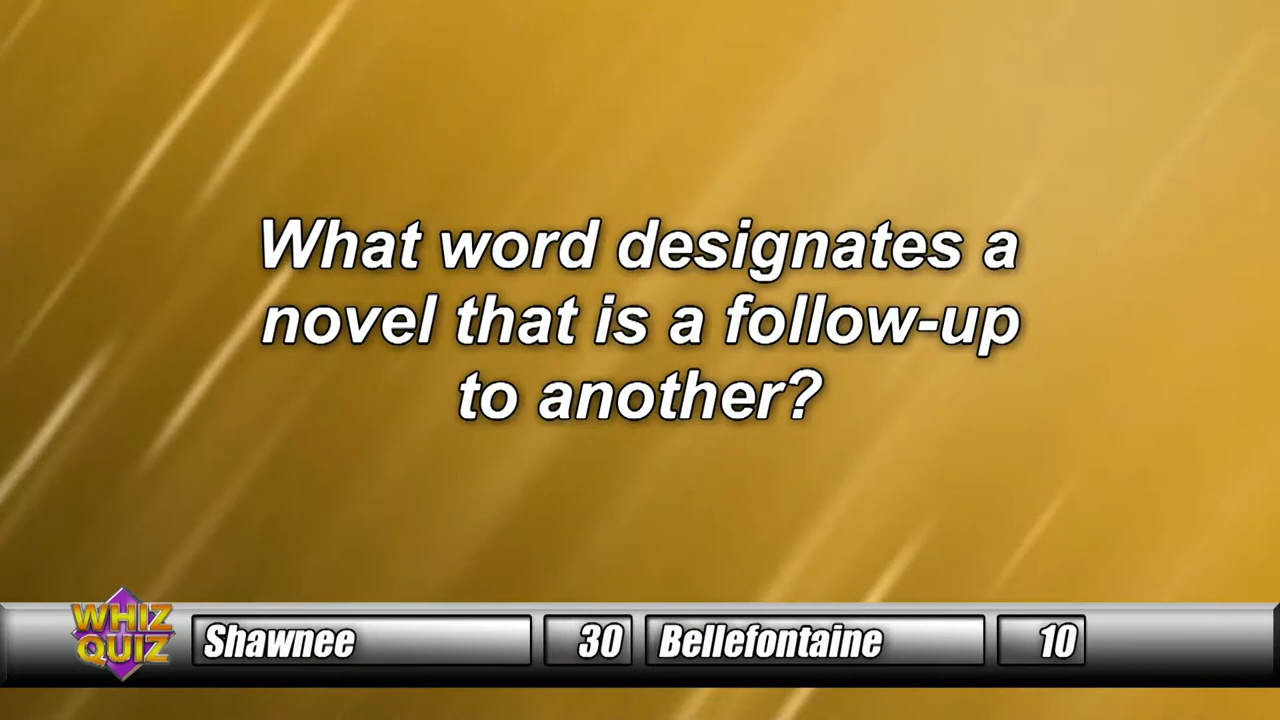 What word designates a
novel that is a follow-up
to another?
WHIZ
QUIZ
Shawnee 30 Bellefontaine 10